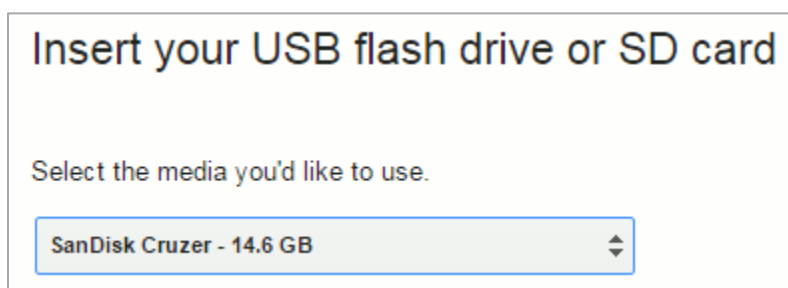 Insert your USB flash drive or SD card
Select the media you'd like to use.
SanDisk Cruzer - 14.6 GB